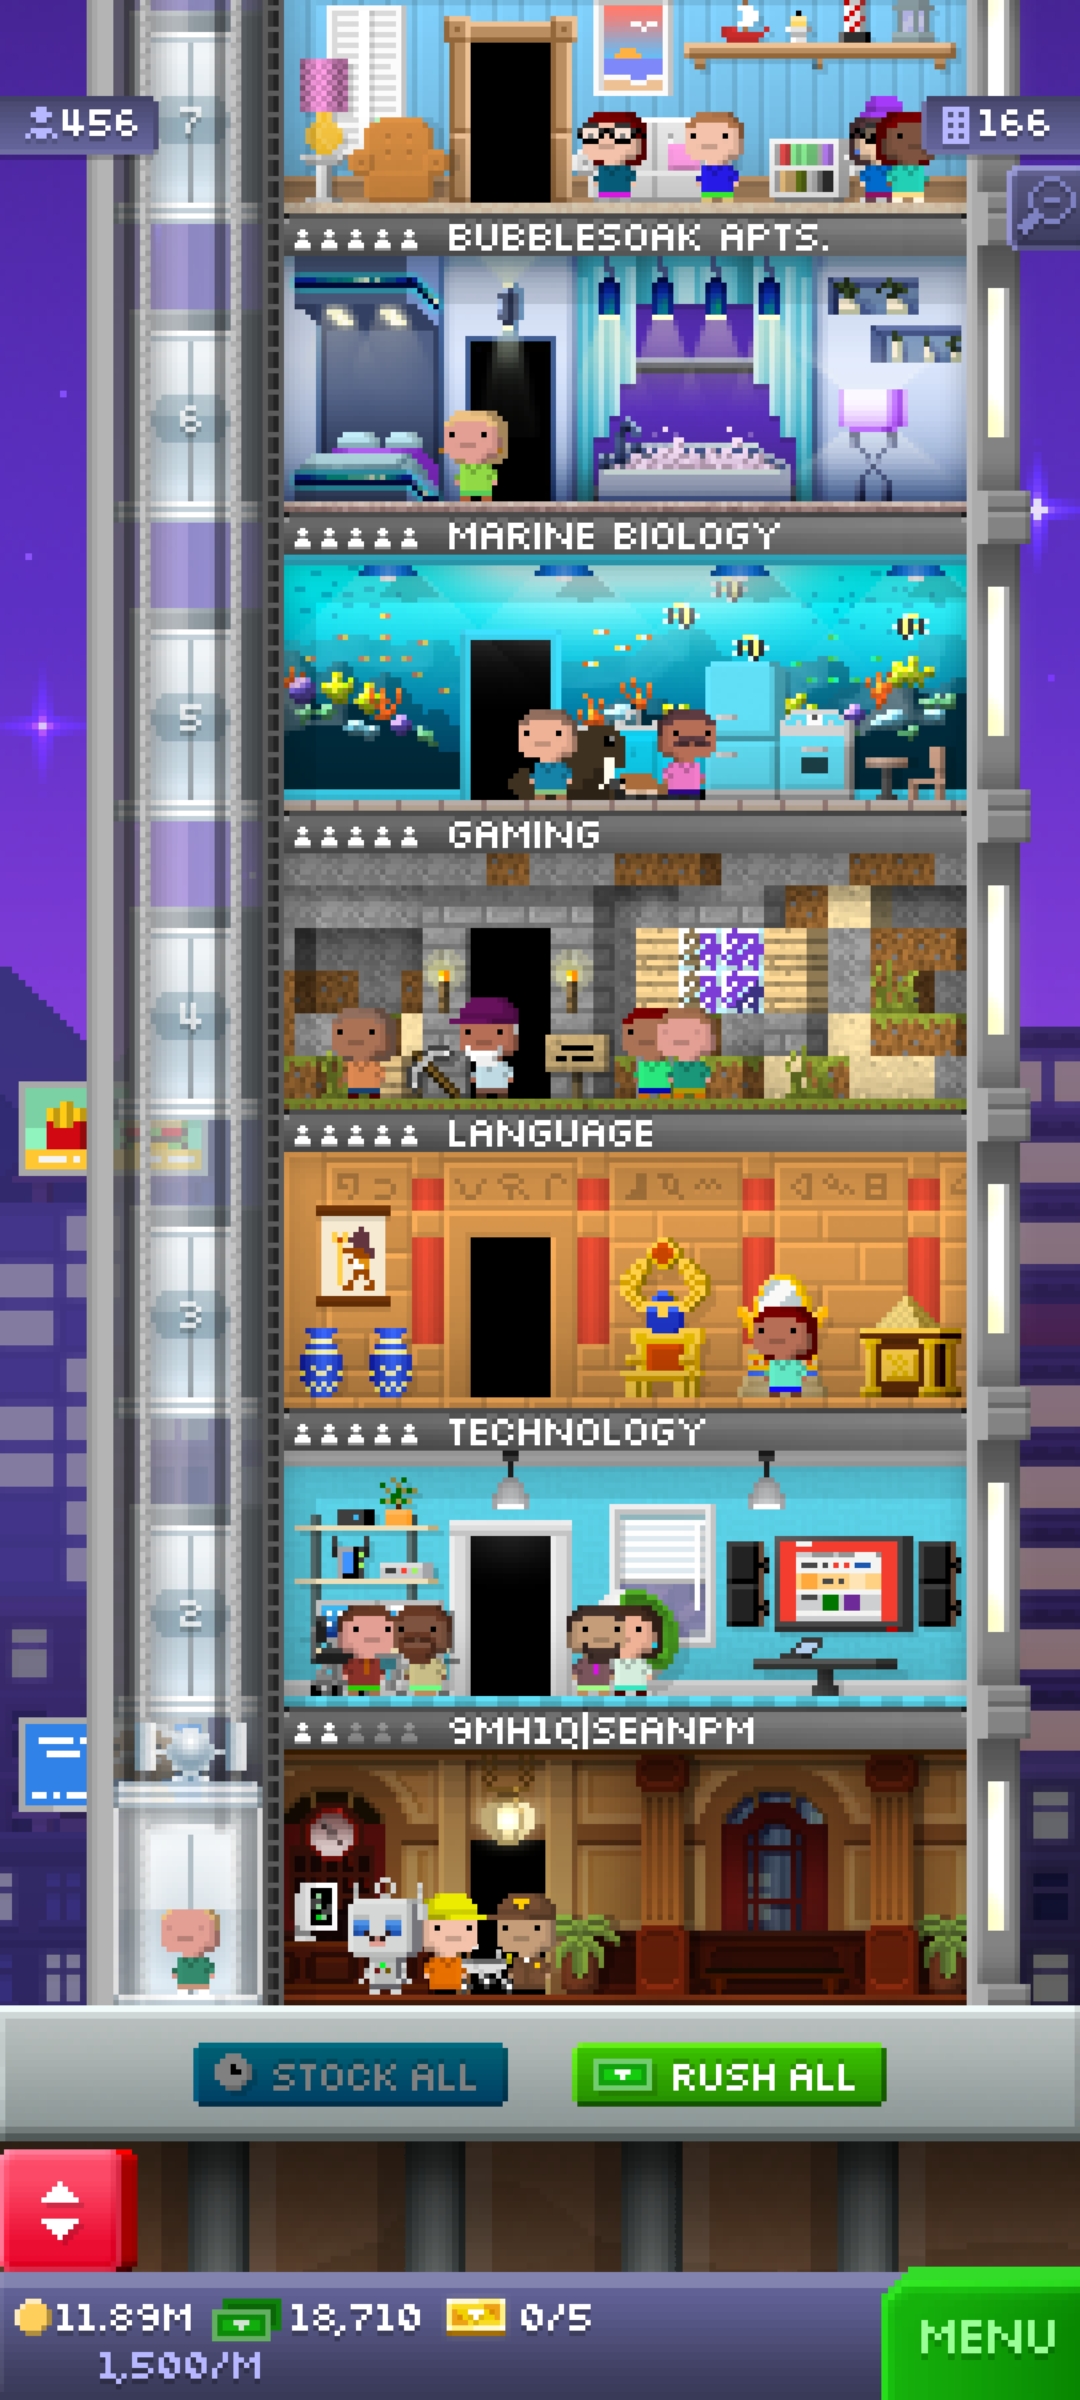 456
7
166
BUBBLESOAK APTS.
6
MARINE BIOLOGY
5
GAMING
4
LANGUAGE
3
TECHNOLOGY
2
9MH1Q|SEANPM
STOCK ALL
RUSH ALL
11.89M
18,710
0/5
1,500/M
MENU